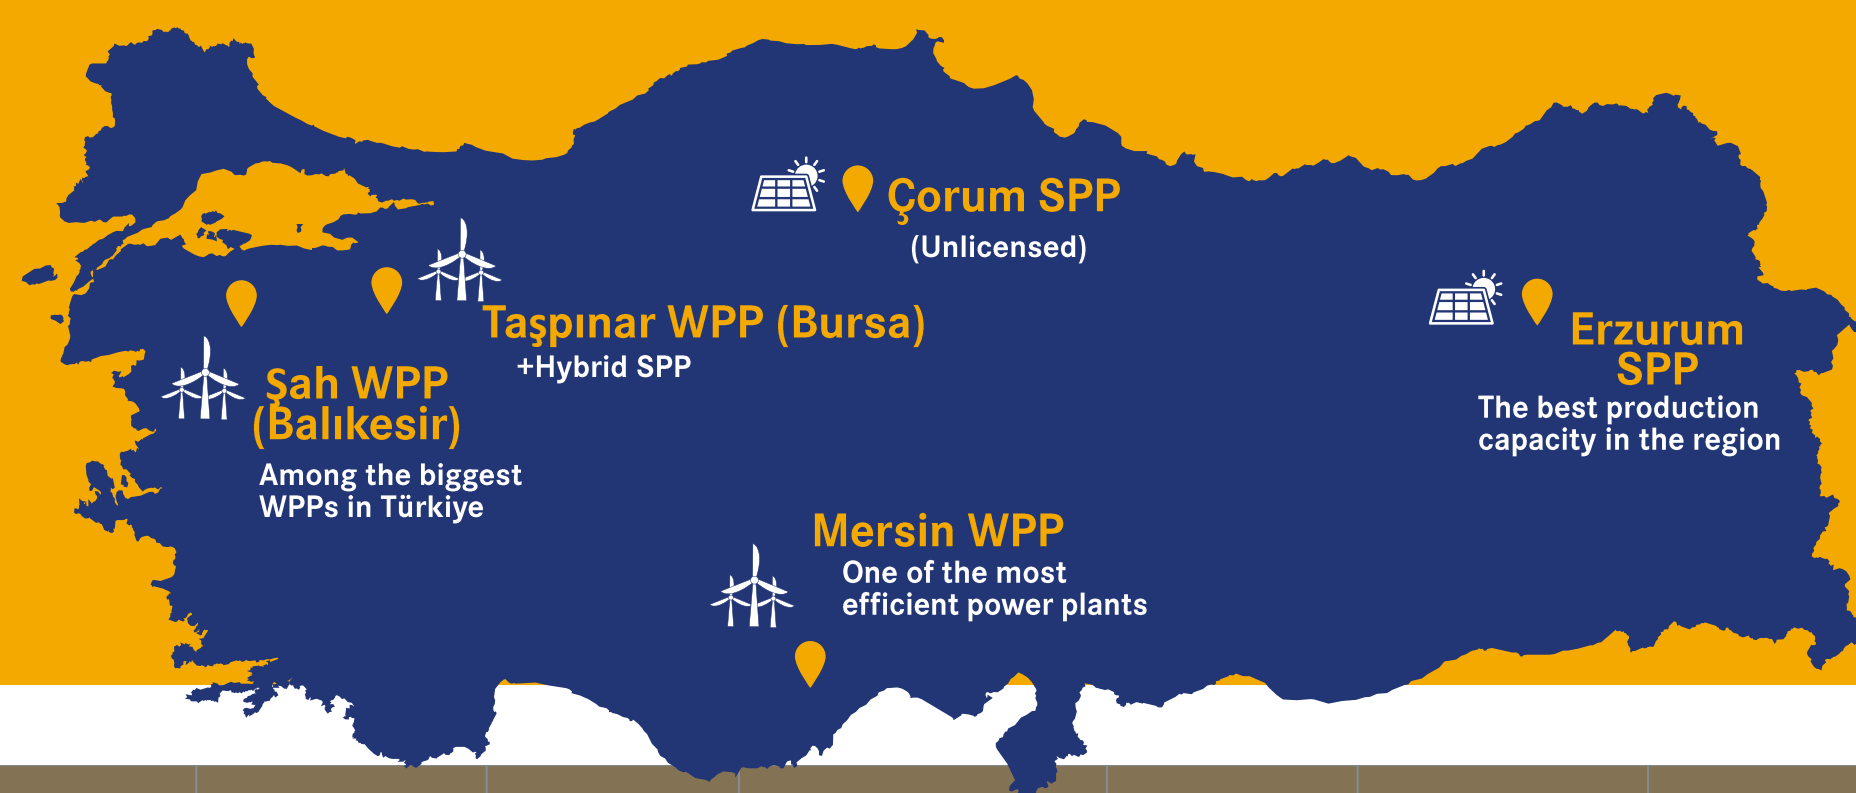 Çorum SPP
(Unlicensed)
Taşpınar WPP (Bursa)
+Hybrid SPP
Erzurum
SPP
The best production
capacity in the region
Şah WPP
(Balıkesir)
Among the biggest
WPPs in Türkiye
Mersin WPP
One of the most
efficient power plants